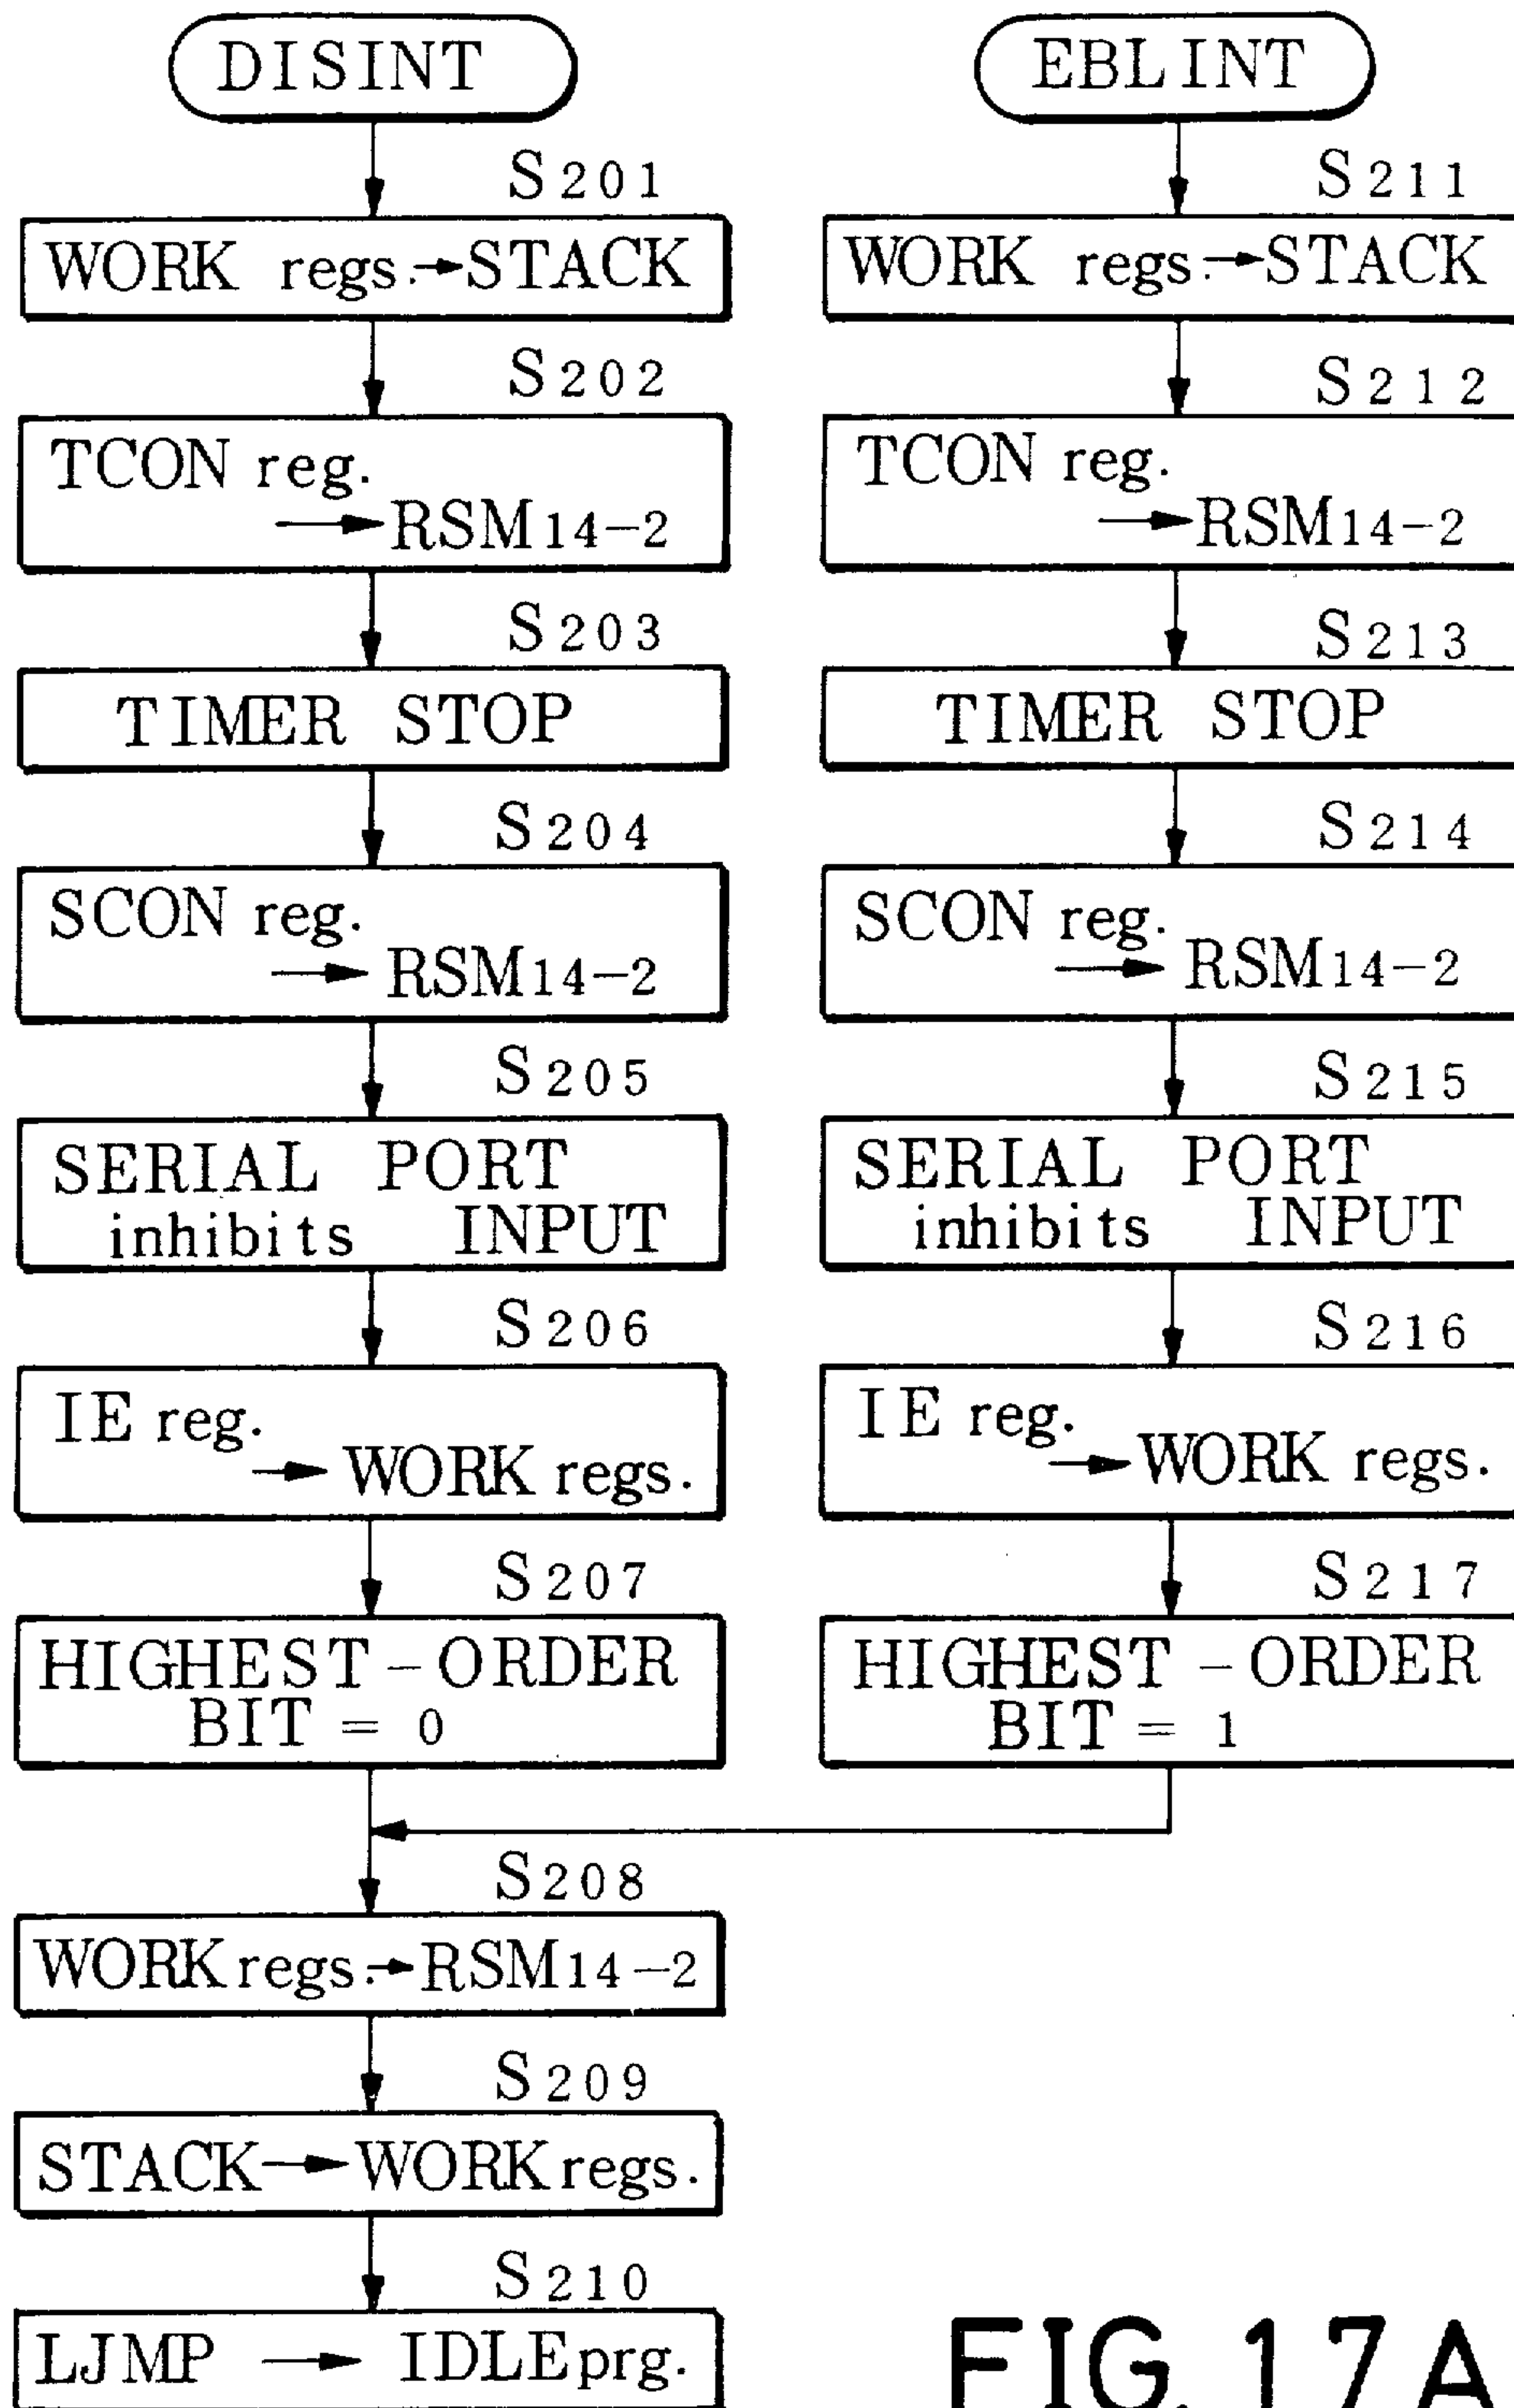 DISINT
S201
WORK regs.→STACK
S202
TCON reg.
→RSM14-2
S203
TIMER STOP
S204
SCON reg.
→RSM14-2
S205
SERIAL PORT
inhibits INPUT
S206
IE reg.
→WORK regs.
S207
HIGHEST-ORDER
BIT = 0
S208
WORK regs.→RSM14-2
S209
STACK→WORK regs.
S210
LJMP → IDLE prg.
EBLINT
S211
WORK regs.→STACK
S212
TCON reg.
→RSM14-2
S213
TIMER STOP
S214
SCON reg.
→RSM14-2
S215
SERIAL PORT
inhibits INPUT
S216
IE reg.
→WORK regs.
S217
HIGHEST-ORDER
BIT = 1
FIG. 17A